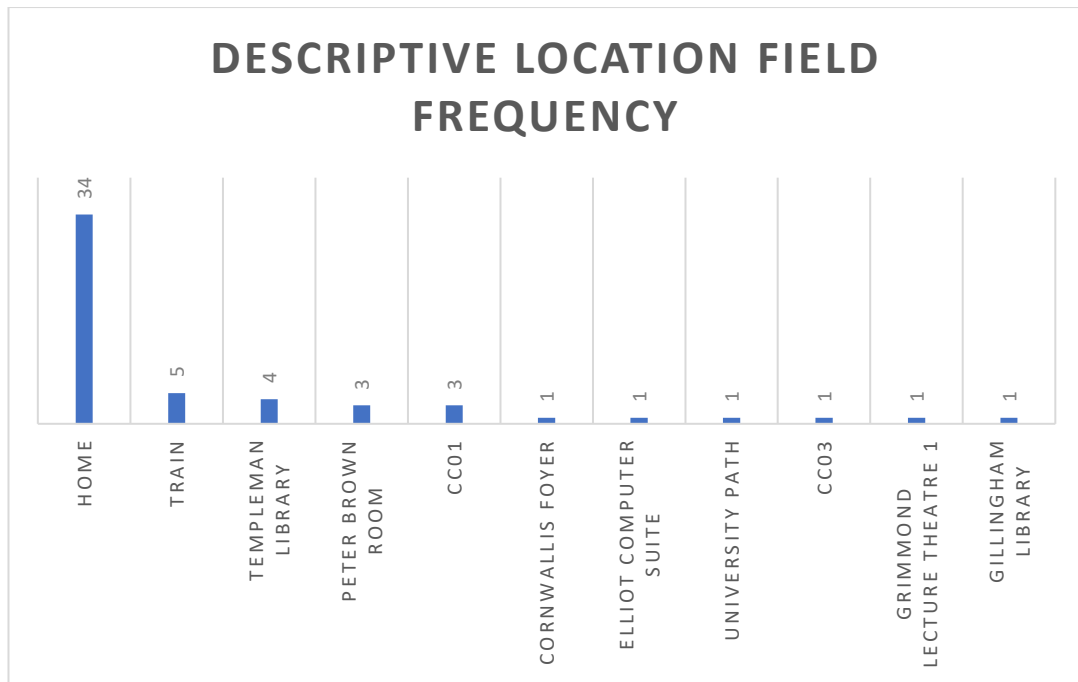 DESCRIPTIVE LOCATION FIELD
FREQUENCY
34
5
4
3
3
1
1
1
1
1
1
HOME
TRAIN
TEMPLEMAN
LIBRARY
PETER BROWN
ROOM
CC01
CORNWALLIS FOYER
ELLIOT COMPUTER
SUITE
UNIVERSITY PATH
CC03
GRIMMOND
LECTURE THEATRE 1
GILLINGHAM
LIBRARY